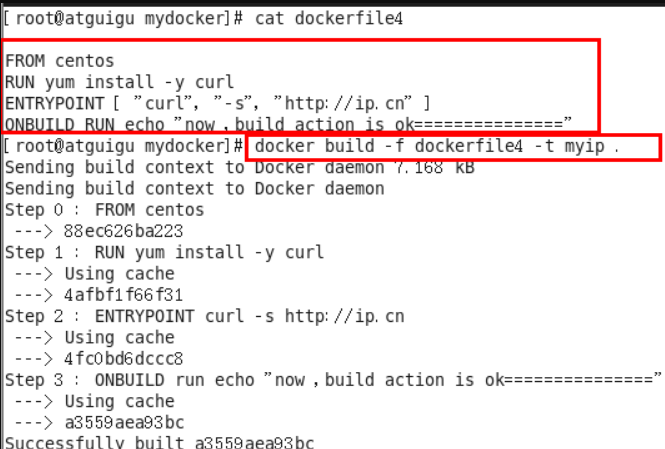 [root@atguigu mydocker]# cat dockerfile4
FROM centos
RUN yum install -y curl
ENTRYPOINT [ "curl", "-s", "http://ip.cn" ]
ONBUILD RUN echo "now ,build action is ok==============="
[root@atguigu mydocker]# docker build -f dockerfile4 -t myip .
Sending build context to Docker daemon 7.168 kB
Sending build context to Docker daemon
Step 0 : FROM centos
---> 88ec626ba223
Step 1 : RUN yum install -y curl
---> Using cache
---> 4afbf1f66f31
Step 2 : ENTRYPOINT curl -s http://ip.cn
---> Using cache
---> 4fc0bd6dccc8
Step 3 : ONBUILD run echo "now ,build action is ok==============="
---> Using cache
---> a3559aea93bc
Successfully built a3559aea93bc